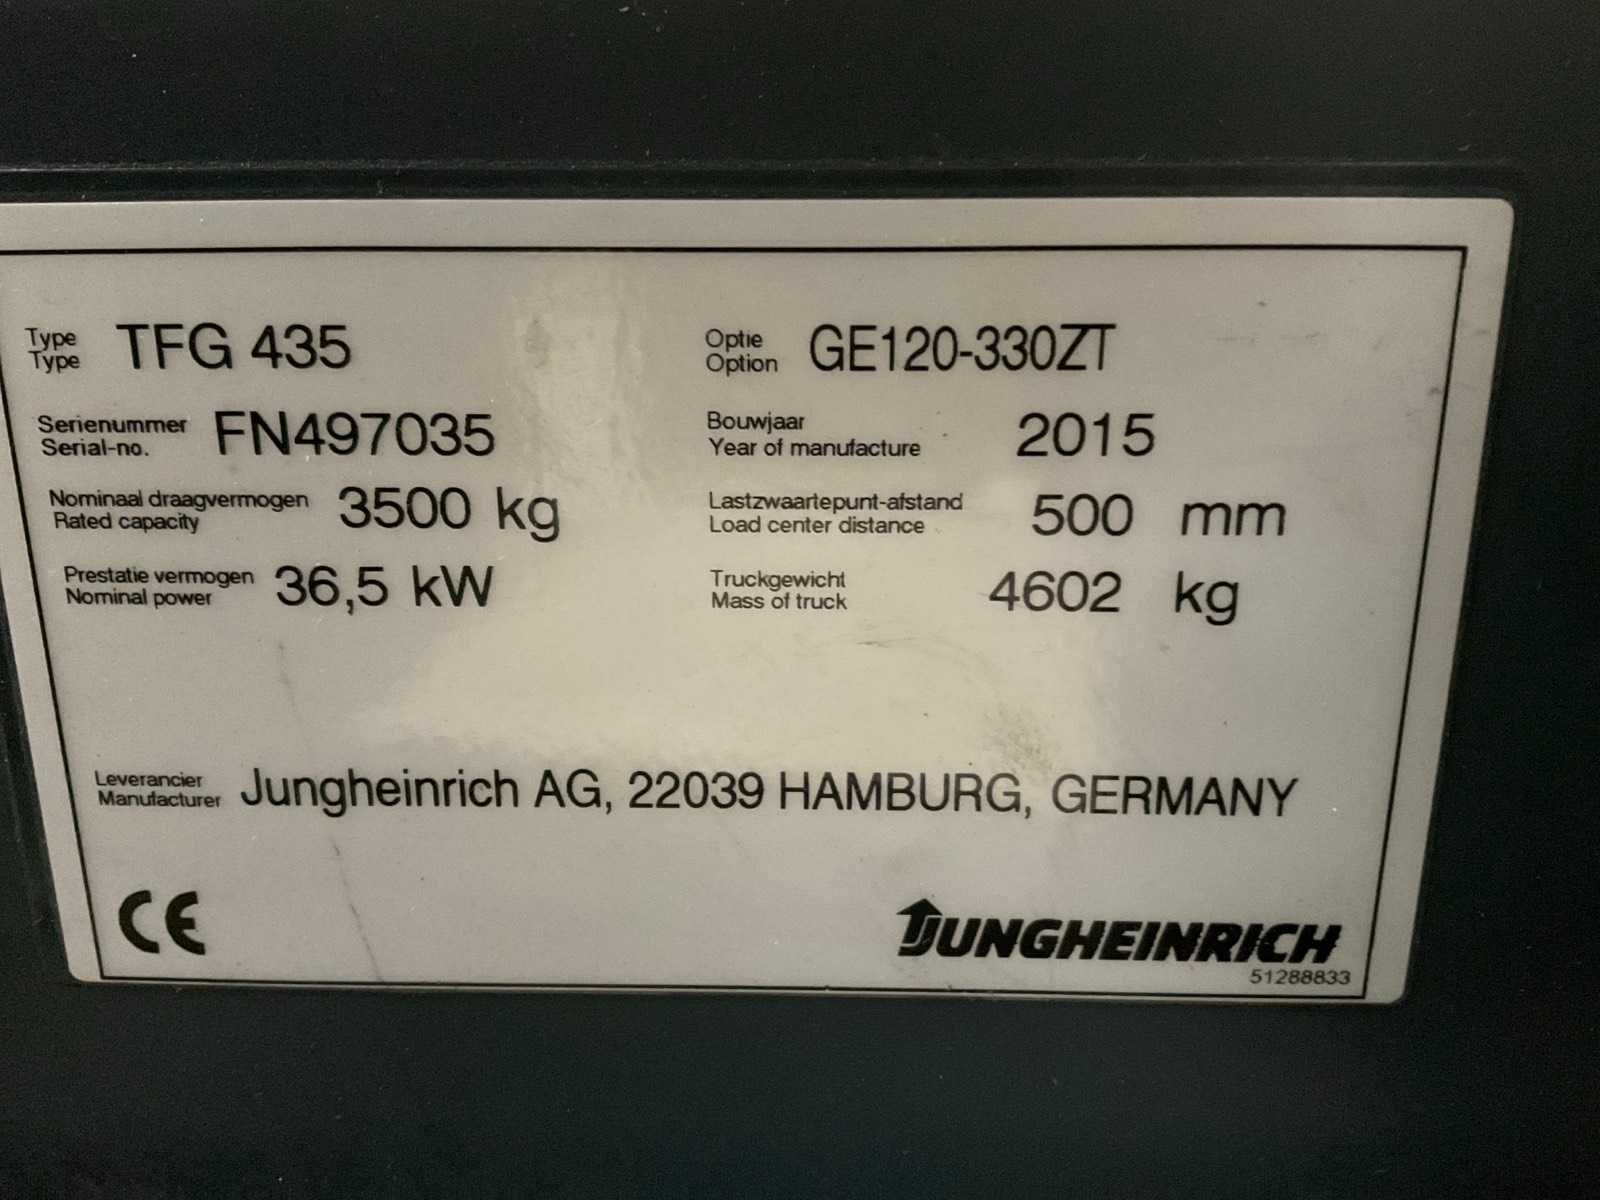 Type
Type TFG 435
Optie
Option GE120-330ZT
Serienummer
Serial-no. FN497035
Bouwjaar
Year of manufacture 2015
Nominaal draagvermogen
Rated capacity 3500 kg
Lastzwaartepunt-afstand
Load center distance 500 mm
Prestatie vermogen
Nominal power 36,5 kW
Truckgewicht
Mass of truck 4602 kg
Leverancier
Manufacturer Jungheinrich AG, 22039 HAMBURG, GERMANY
CE
JUNGHEINRICH
51288833